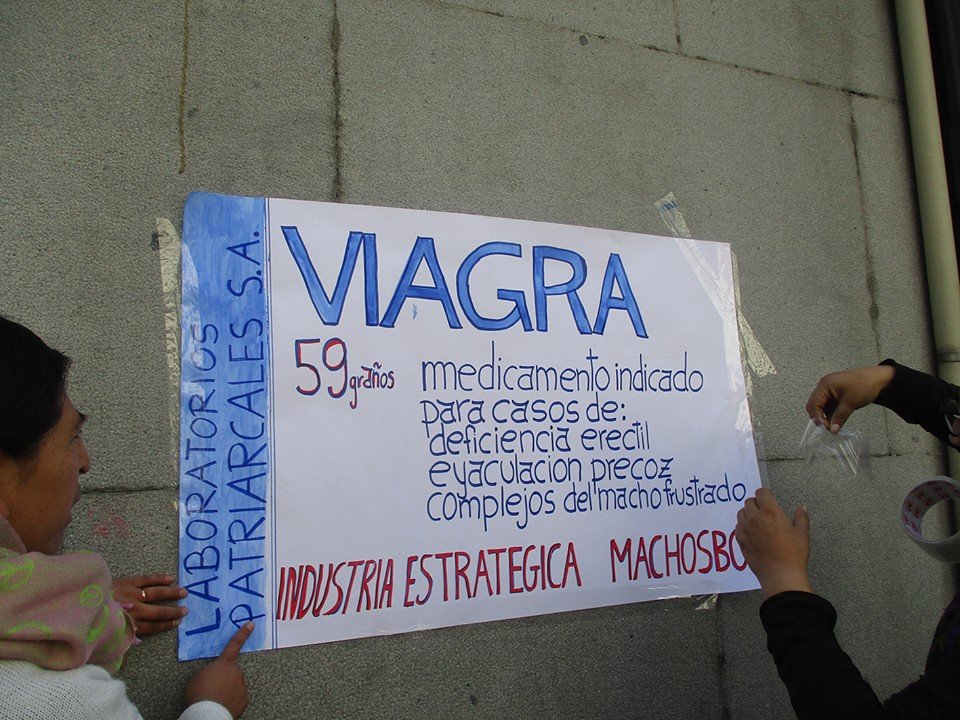 LABORATORIOS
PATRIARCALES S.A.
VIAGRA
59 graños
medicamento indicado
para casos de:
deficiencia erectil
eyaculacion precoz
complejos del macho frustrado
INDUSTRIA ESTRATEGICA MACHOSBO